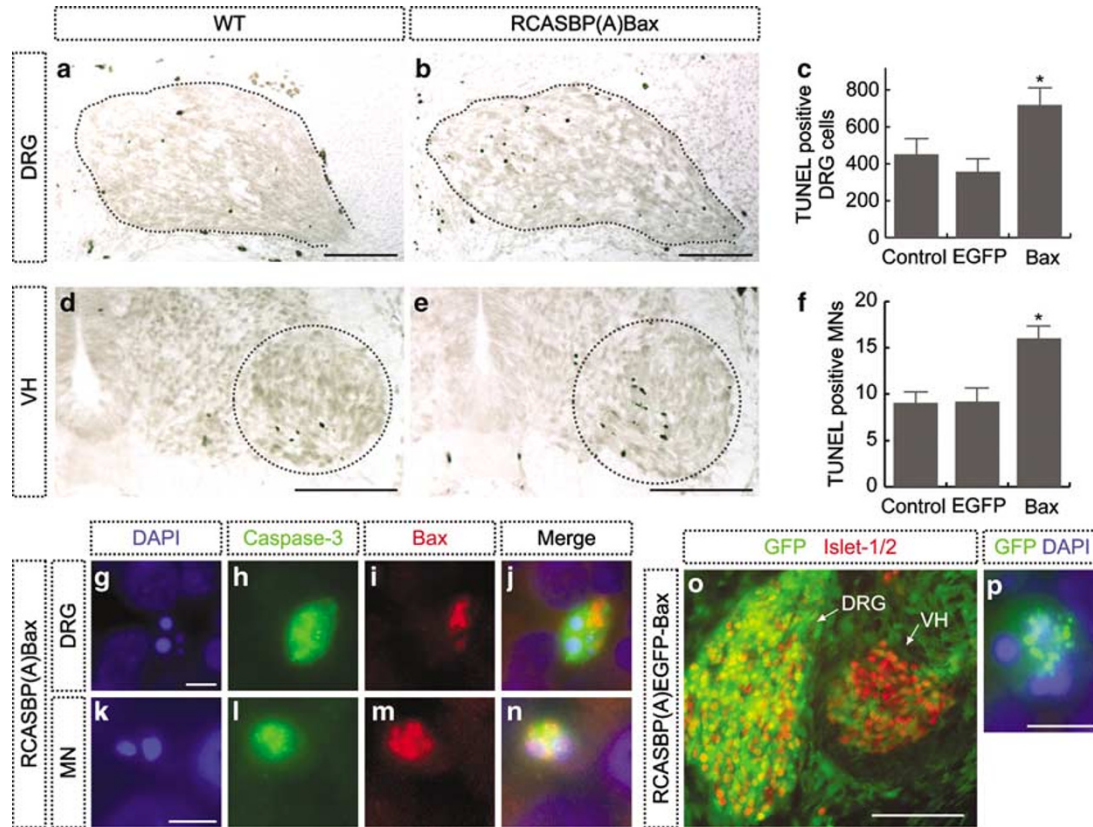 WT
RCASBP(A)Bax
DRG
a
b
c
TUNEL positive
DRG cells
800
600
400
200
0
Control EGFP Bax
*
VH
d
e
f
TUNEL positive MNs
20
15
10
5
0
Control EGFP Bax
*
DAPI
Caspase-3
Bax
Merge
GFP Islet-1/2
GFP DAPI
RCASBP(A)Bax
DRG
g
h
i
j
MN
k
l
m
n
RCASBP(A)EGFP-Bax
o
DRG
VH
p